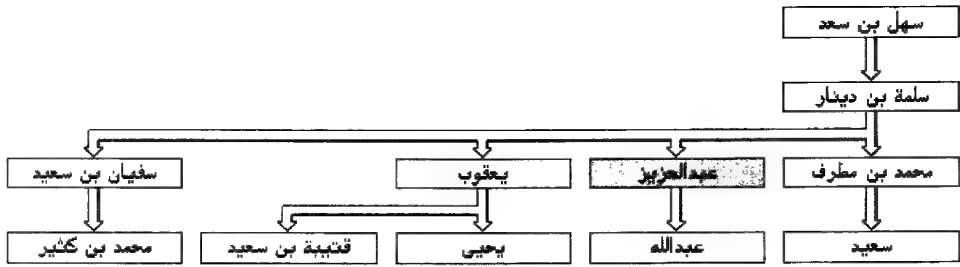 سهل بن سعد
سلمة بن دينار
محمد بن مطرف
عبدالعزيز
يعقوب
سفيان بن سعيد
سعيد
عبدالله
يحيى
قتيبة بن سعيد
محمد بن كثير